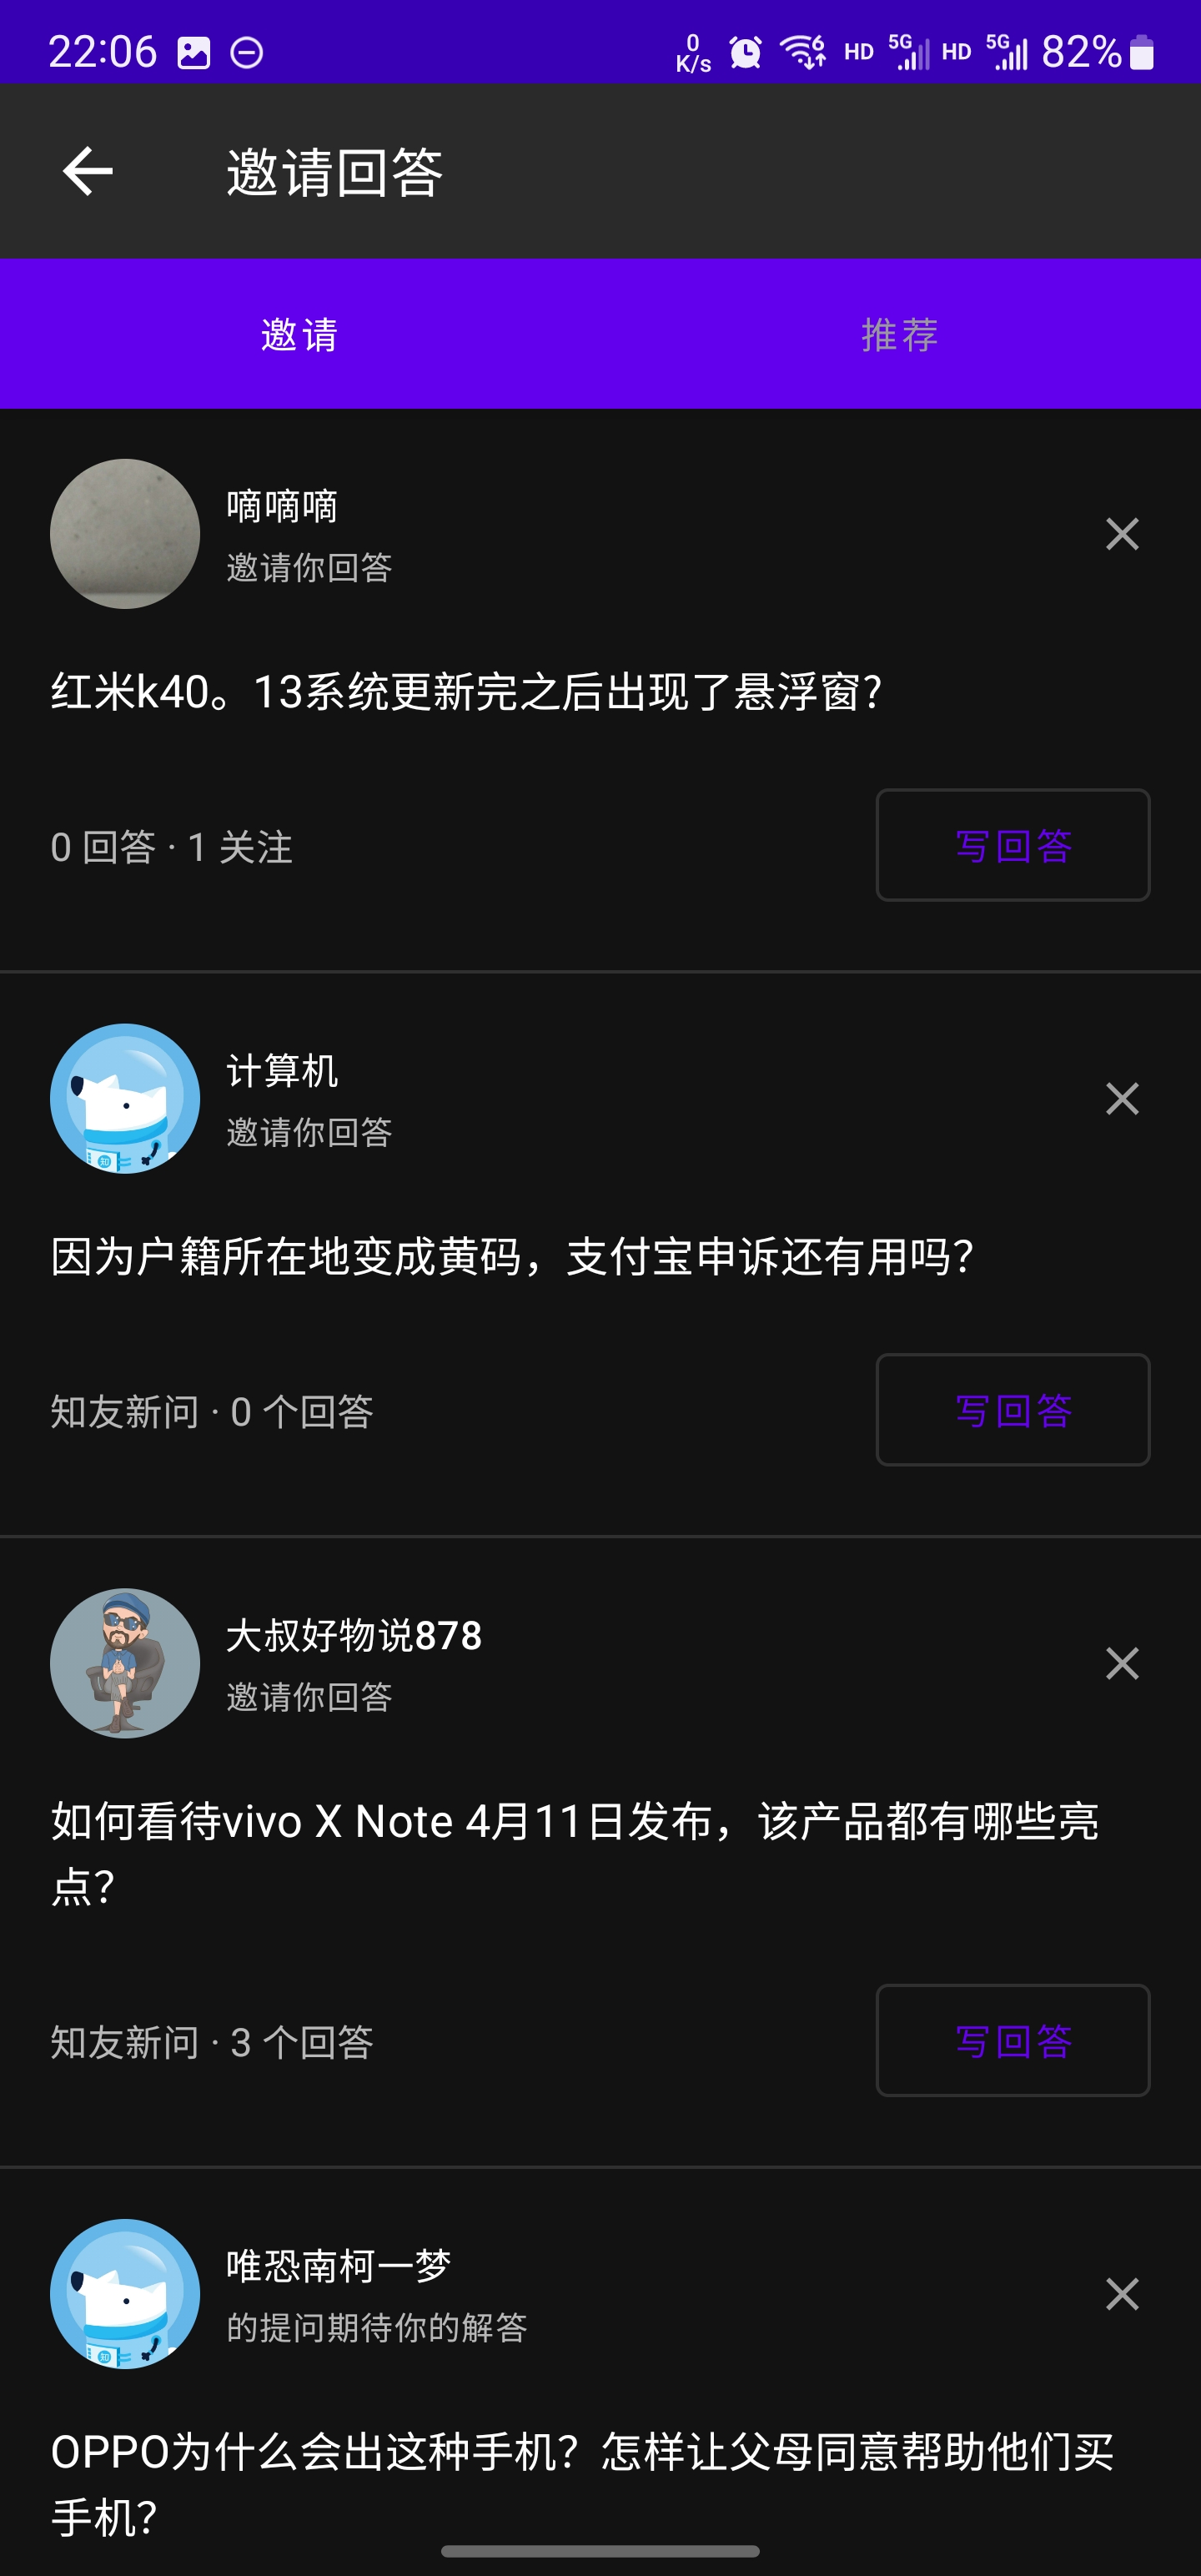 22:06
0 K/s 6 HD 5G HD 5G 82%
邀请回答
邀请 推荐
嘀嘀嘀
邀请你回答
红米k40。13系统更新完之后出现了悬浮窗?
0 回答 · 1 关注
写回答
计算机
邀请你回答
知
因为户籍所在地变成黄码，支付宝申诉还有用吗？
知友新问 · 0 个回答
写回答
大叔好物说878
邀请你回答
如何看待vivo X Note 4月11日发布，该产品都有哪些亮
点？
知友新问 · 3 个回答
写回答
唯恐南柯一梦
的提问期待你的解答
知
OPPO为什么会出这种手机？怎样让父母同意帮助他们买
手机？